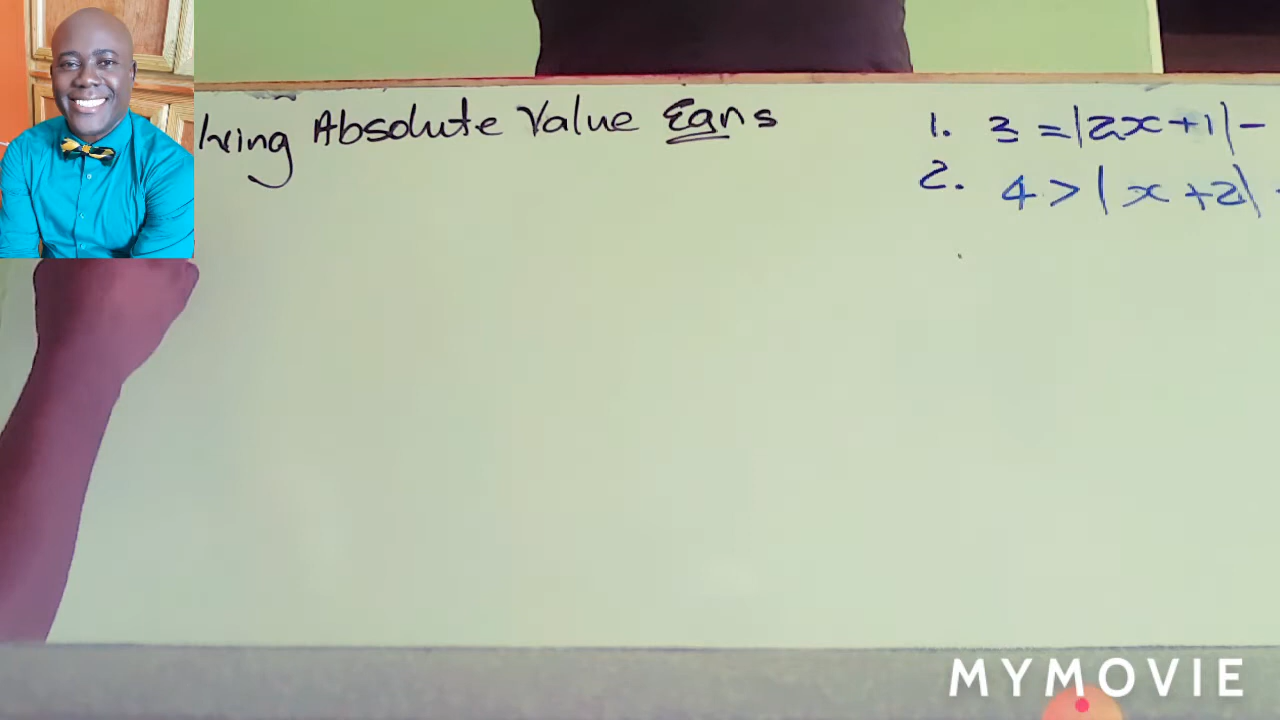 lving Absolute Value Eqns
1. 3 = |2x + 1| -
2. 4 > | x + 2|
MYMOVIE